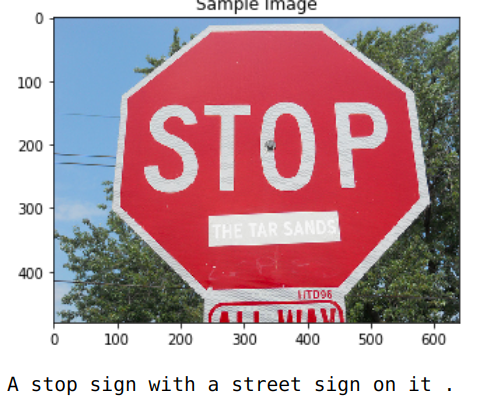 Sample Image
0
100
200
300
400
STOP
THE TAR SANDS
ALL WAY
0 100 200 300 400 500 600
A stop sign with a street sign on it .